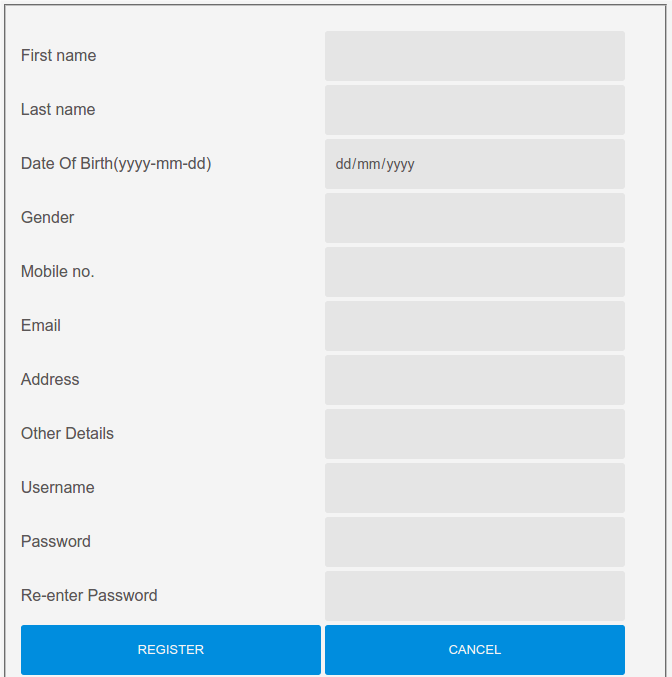 First name
Last name
Date Of Birth(yyyy-mm-dd) dd/mm/yyyy
Gender
Mobile no.
Email
Address
Other Details
Username
Password
Re-enter Password
REGISTER CANCEL